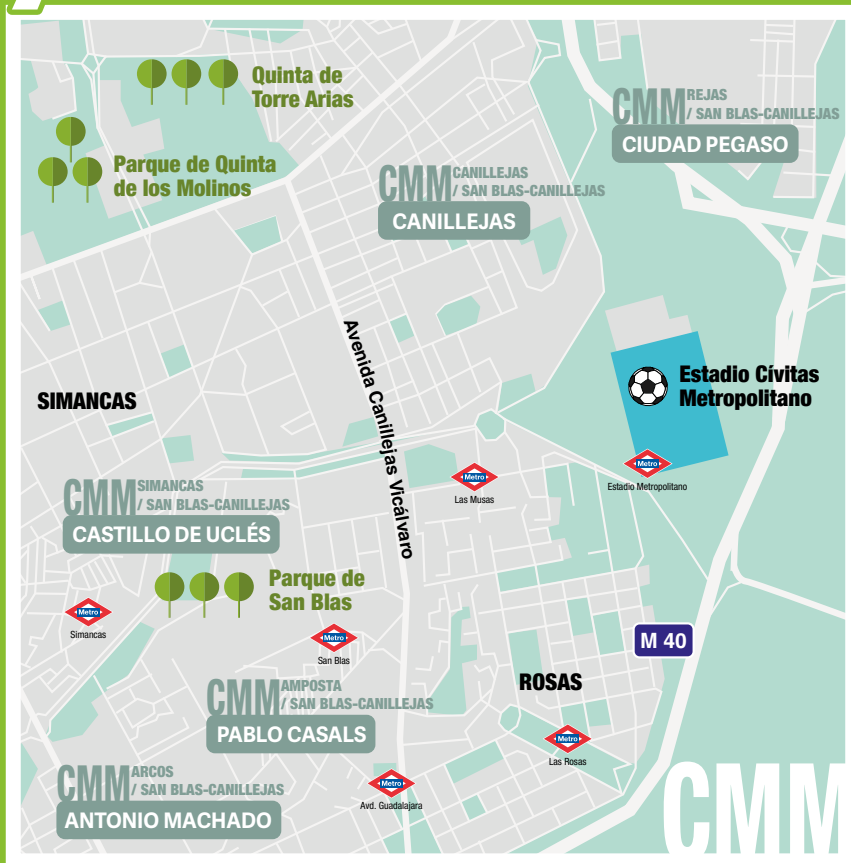 Quinta de
Torre Arias
CMM REJAS
/ SAN BLAS-CANILLEJAS
CIUDAD PEGASO
Parque de Quinta
de los Molinos
CMM CANILLEJAS
/ SAN BLAS-CANILLEJAS
CANILLEJAS
Avenida Canillejas Vicálvaro
Estadio Cívitas
Metropolitano
SIMANCAS
Metro
Estadio Metropolitano
Metro
Las Musas
CMM SIMANCAS
/ SAN BLAS-CANILLEJAS
CASTILLO DE UCLÉS
Parque de
San Blas
Metro
Simancas
Metro
San Blas
M 40
ROSAS
CMM AMPOSTA
/ SAN BLAS-CANILLEJAS
PABLO CASALS
Metro
Las Rosas
CMM ARCOS
/ SAN BLAS-CANILLEJAS
ANTONIO MACHADO
Metro
Avd. Guadalajara
CMM